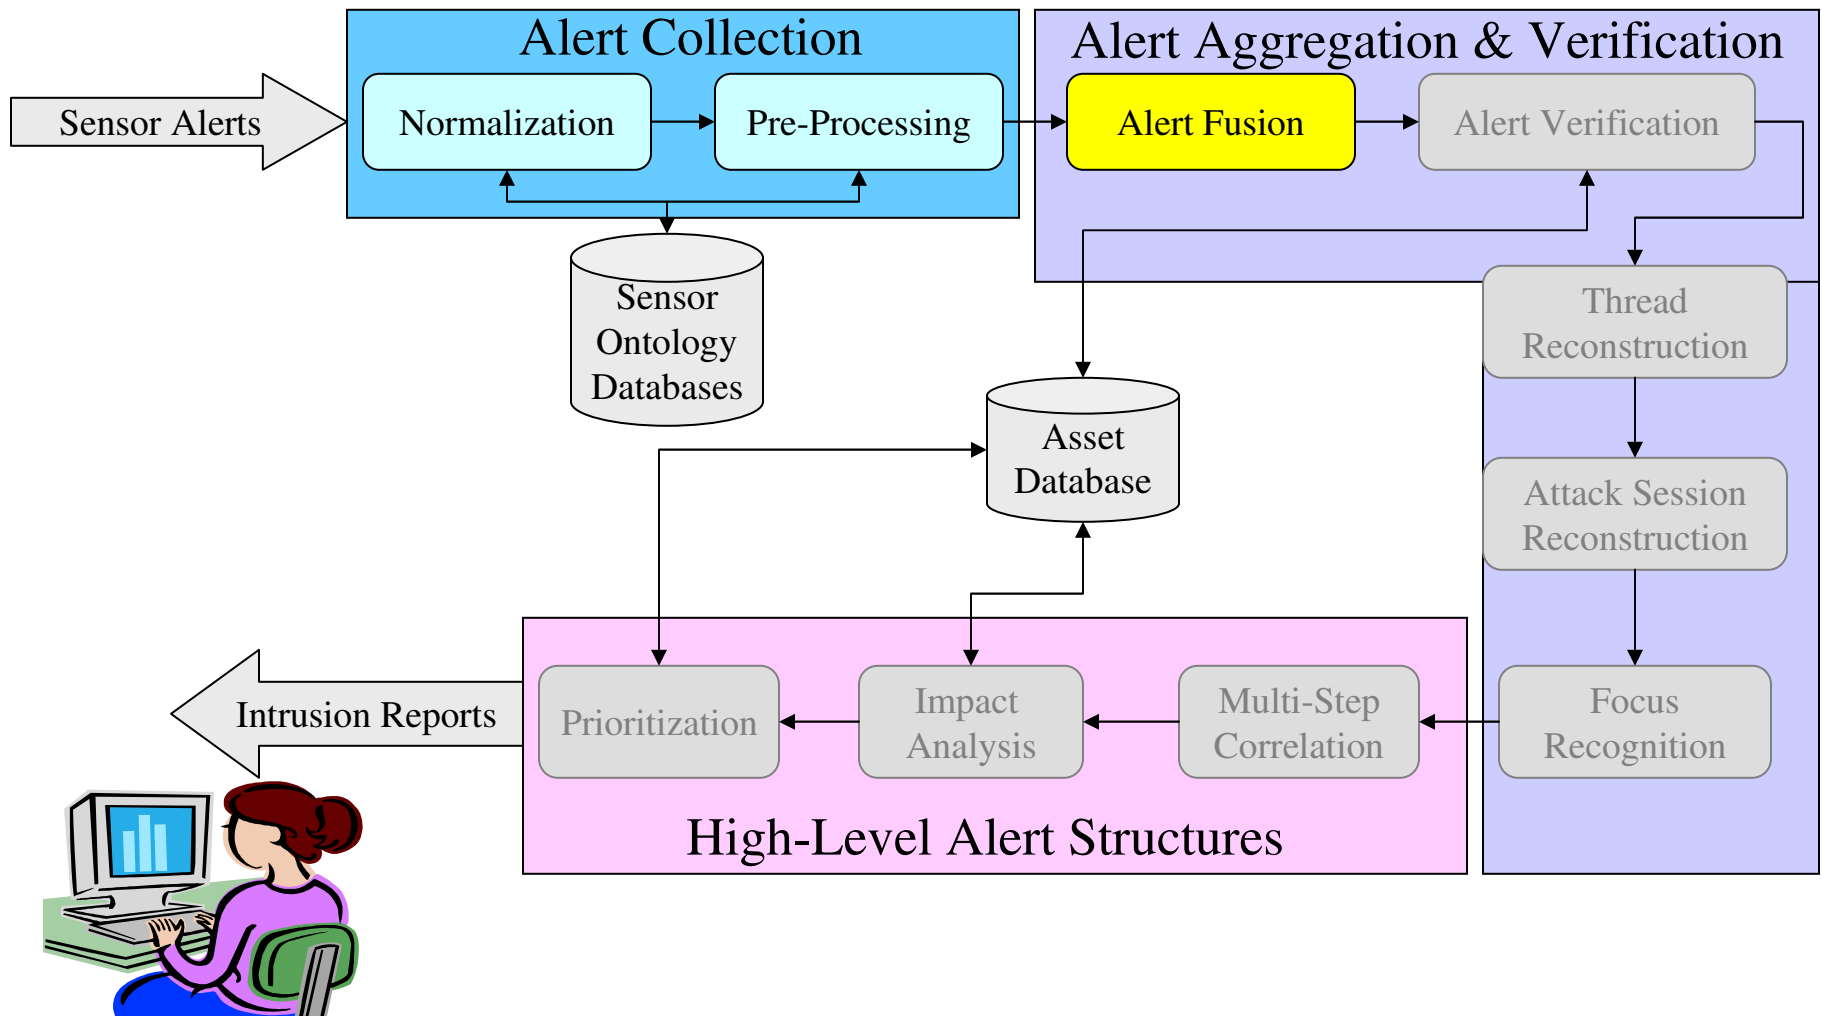 Alert Collection
Alert Aggregation & Verification
Sensor Alerts
Normalization
Pre-Processing
Alert Fusion
Alert Verification
Sensor
Ontology
Databases
Thread
Reconstruction
Asset
Database
Attack Session
Reconstruction
Intrusion Reports
Prioritization
Impact
Analysis
Multi-Step
Correlation
Focus
Recognition
High-Level Alert Structures